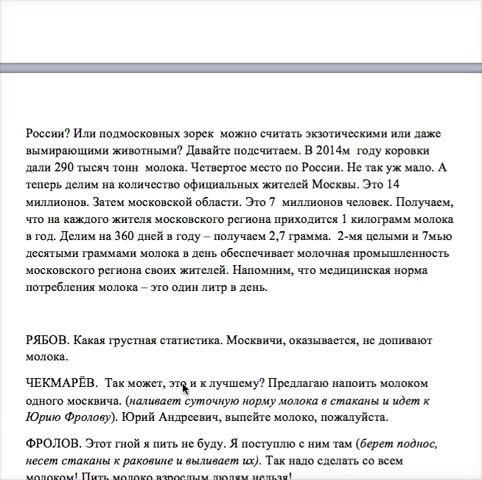 России? Или подмосковных зорек  можно считать экзотическими или даже
вымирающими животными? Давайте подсчитаем. В 2014м  году коровки
дали 290 тысяч тонн  молока. Четвертое место по России. Не так уж мало. А
теперь делим на количество официальных жителей Москвы. Это 14
миллионов. Затем московской области. Это 7  миллионов человек. Получаем,
что на каждого жителя московского региона приходится 1 килограмм молока
в год. Делим на 360 дней в году – получаем 2,7 грамма.  2-мя целыми и 7мью
десятыми граммами молока в день обеспечивает молочная промышленность
московского региона своих жителей. Напомним, что медицинская норма
потребления молока – это один литр в день.
РЯБОВ. Какая грустная статистика. Москвичи, оказывается, не допивают
молока.
ЧЕКМАРЁВ.  Так может, это и к лучшему? Предлагаю напоить молоком
одного москвича. (наливает суточную норму молока в стаканы и идет к
Юрию Фролову). Юрий Андреевич, выпейте молоко, пожалуйста.
ФРОЛОВ. Этот гной я пить не буду. Я поступлю с ним там (берет поднос,
несет стаканы к раковине и выливает их). Так надо сделать со всем
молоком! Пить молоко взрослым людям нельзя!